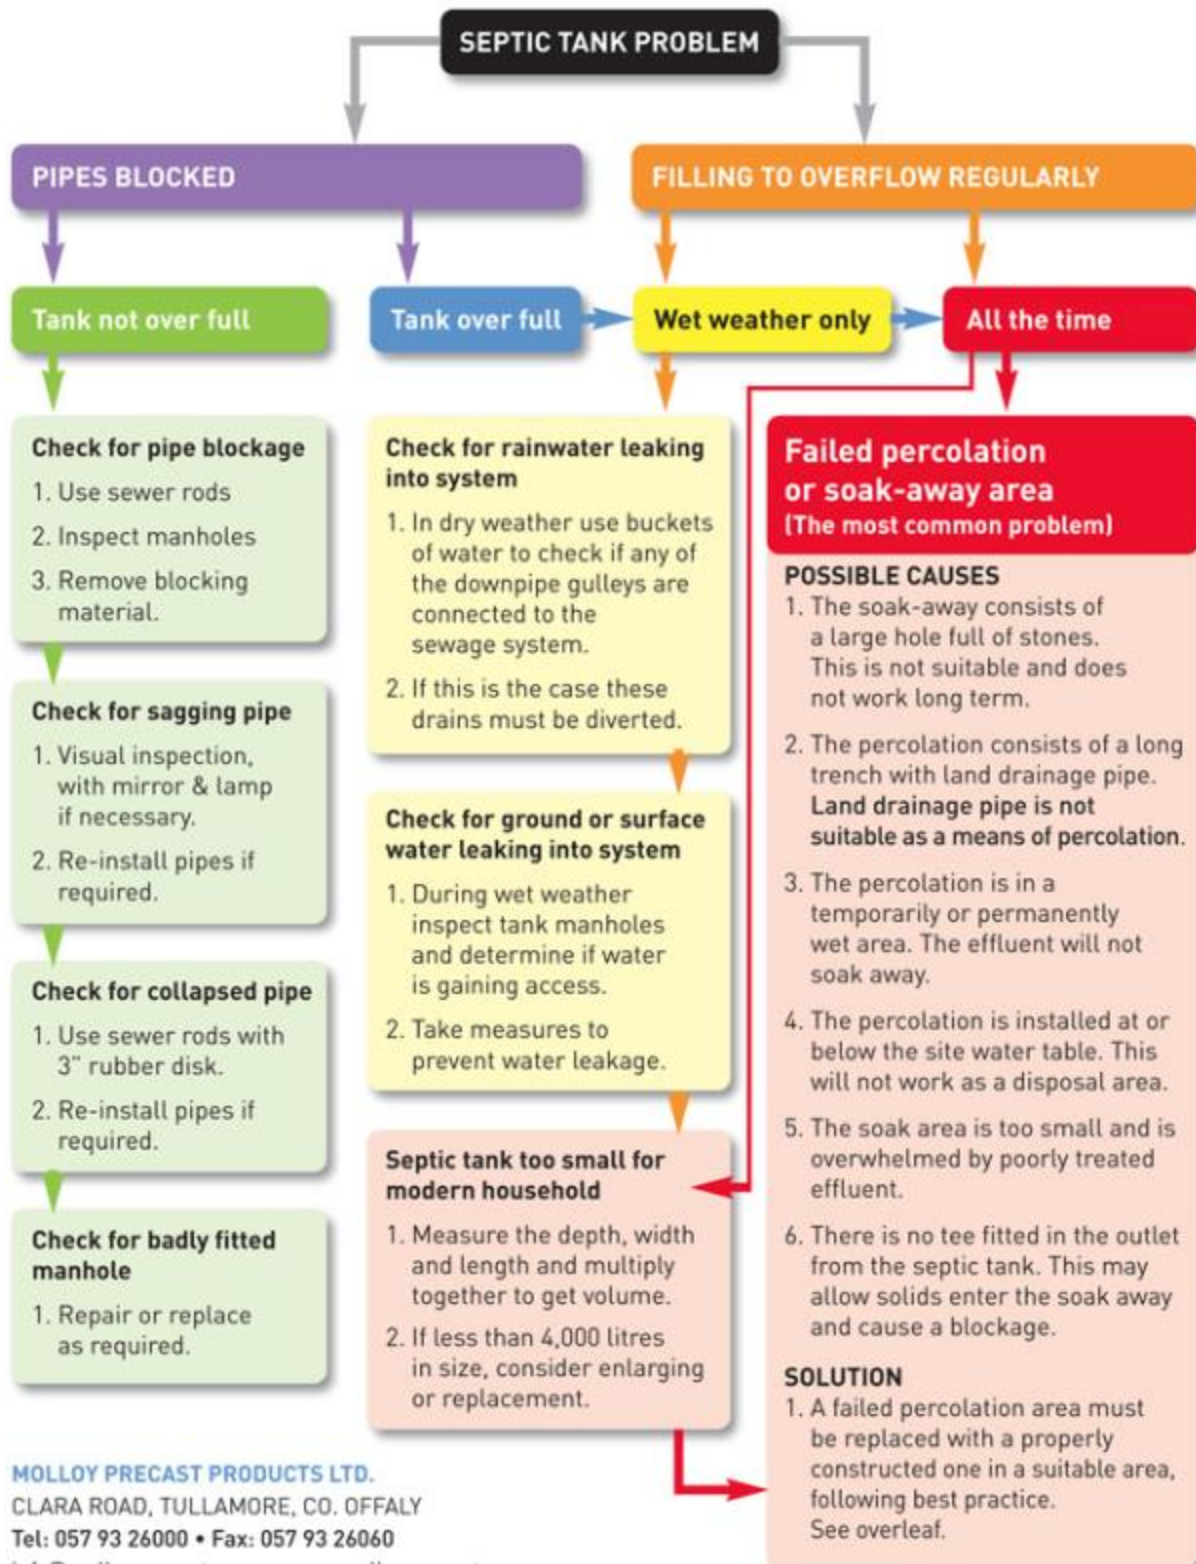 SEPTIC TANK PROBLEM
PIPES BLOCKED
FILLING TO OVERFLOW REGULARLY
Tank not over full
Tank over full
Wet weather only
All the time
Check for pipe blockage
1. Use sewer rods
2. Inspect manholes
3. Remove blocking
material.
Check for sagging pipe
1. Visual inspection,
with mirror & lamp
if necessary.
2. Re-install pipes if
required.
Check for collapsed pipe
1. Use sewer rods with
3" rubber disk.
2. Re-install pipes if
required.
Check for badly fitted
manhole
1. Repair or replace
as required.
Check for rainwater leaking
into system
1. In dry weather use buckets
of water to check if any of
the downpipe gulleys are
connected to the
sewage system.
2. If this is the case these
drains must be diverted.
Check for ground or surface
water leaking into system
1. During wet weather
inspect tank manholes
and determine if water
is gaining access.
2. Take measures to
prevent water leakage.
Septic tank too small for
modern household
1. Measure the depth, width
and length and multiply
together to get volume.
2. If less than 4,000 litres
in size, consider enlarging
or replacement.
Failed percolation
or soak-away area
(The most common problem)
POSSIBLE CAUSES
1. The soak-away consists of
a large hole full of stones.
This is not suitable and does
not work long term.
2. The percolation consists of a long
trench with land drainage pipe.
Land drainage pipe is not
suitable as a means of percolation.
3. The percolation is in a
temporarily or permanently
wet area. The effluent will not
soak away.
4. The percolation is installed at or
below the site water table. This
will not work as a disposal area.
5. The soak area is too small and is
overwhelmed by poorly treated
effluent.
6. There is no tee fitted in the outlet
from the septic tank. This may
allow solids enter the soak away
and cause a blockage.
SOLUTION
1. A failed percolation area must
be replaced with a properly
constructed one in a suitable area,
following best practice.
See overleaf.
MOLLOY PRECAST PRODUCTS LTD.
CLARA ROAD, TULLAMORE, CO. OFFALY
Tel: 057 93 26000 • Fax: 057 93 26060